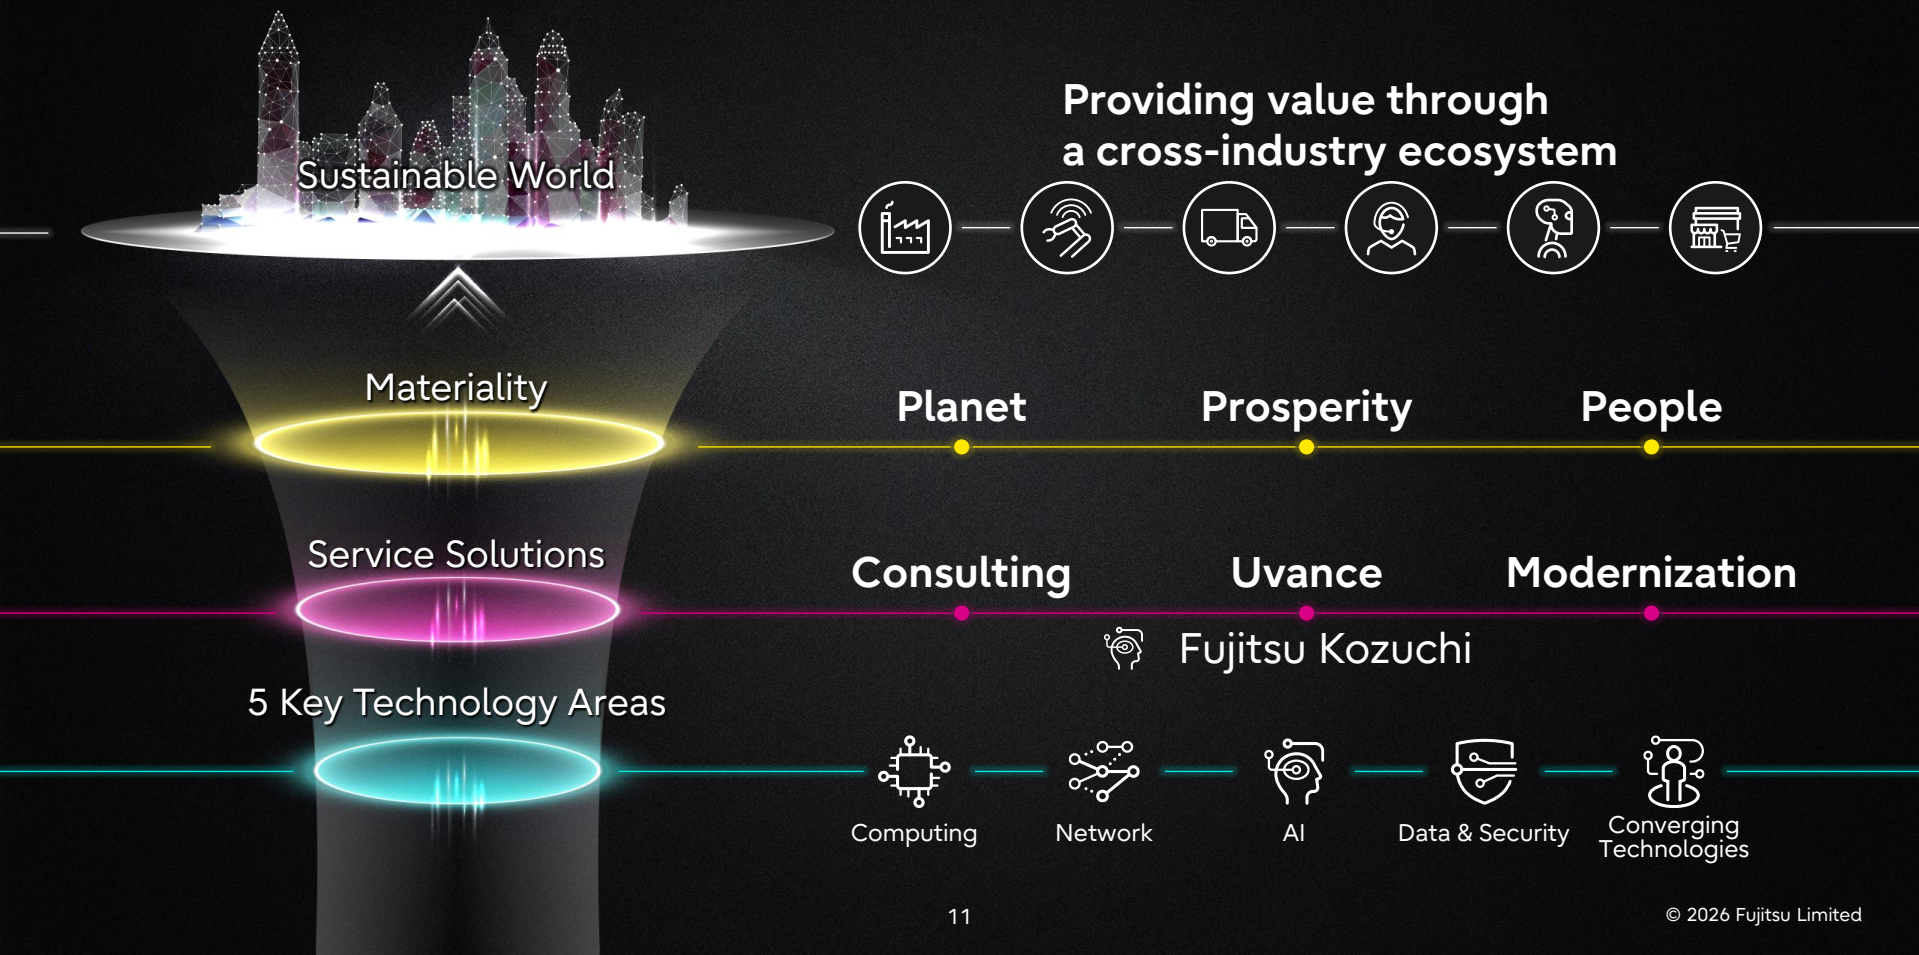 Sustainable World
Providing value through
a cross-industry ecosystem
Materiality
Planet
Prosperity
People
Service Solutions
Consulting
Uvance
Modernization
Fujitsu Kozuchi
5 Key Technology Areas
Computing
Network
AI
Data & Security
Converging
Technologies
11
© 2026 Fujitsu Limited